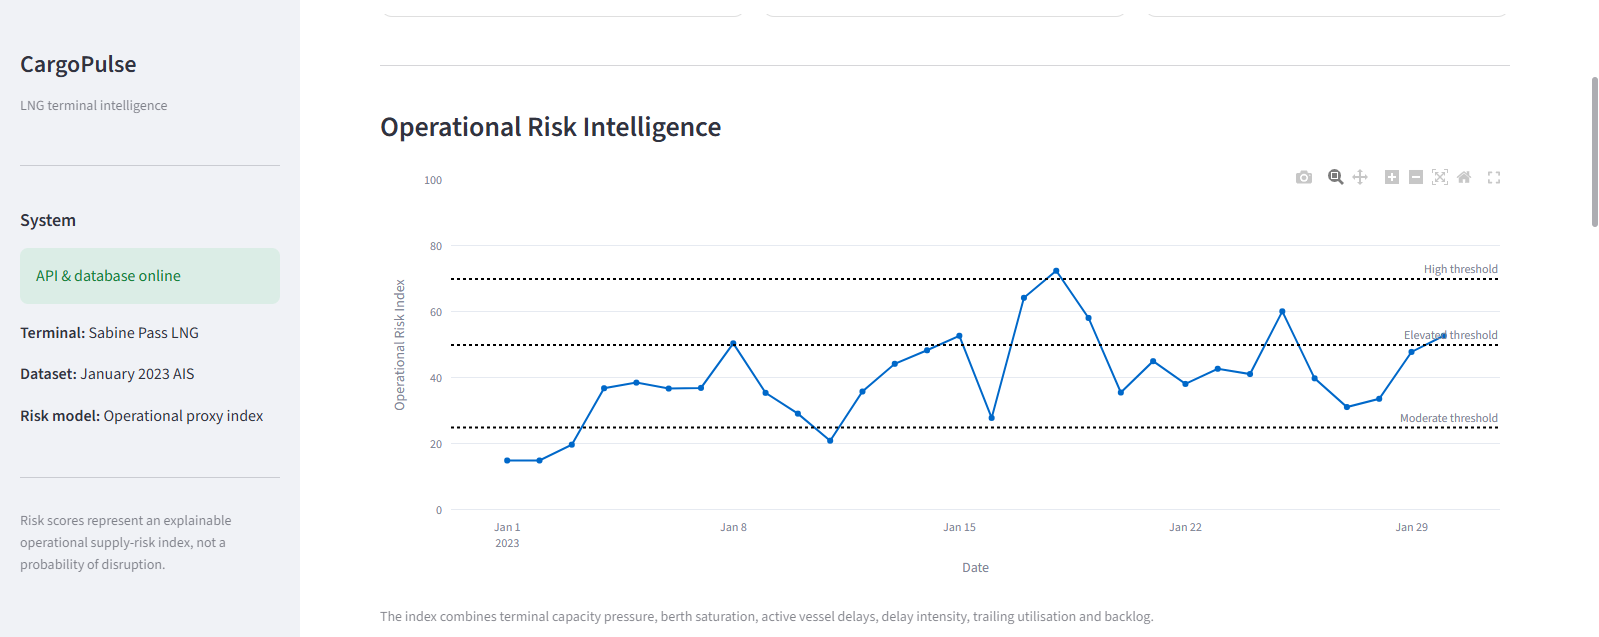 CargoPulse
LNG terminal intelligence
System
API & database online
Terminal: Sabine Pass LNG
Dataset: January 2023 AIS
Risk model: Operational proxy index
Risk scores represent an explainable
operational supply-risk index, not a
probability of disruption.
Operational Risk Intelligence
100
80
60
40
20
0
Operational Risk Index
High threshold
Elevated threshold
Moderate threshold
Jan 1
2023
Jan 8
Jan 15
Jan 22
Jan 29
Date
The index combines terminal capacity pressure, berth saturation, active vessel delays, delay intensity, trailing utilisation and backlog.